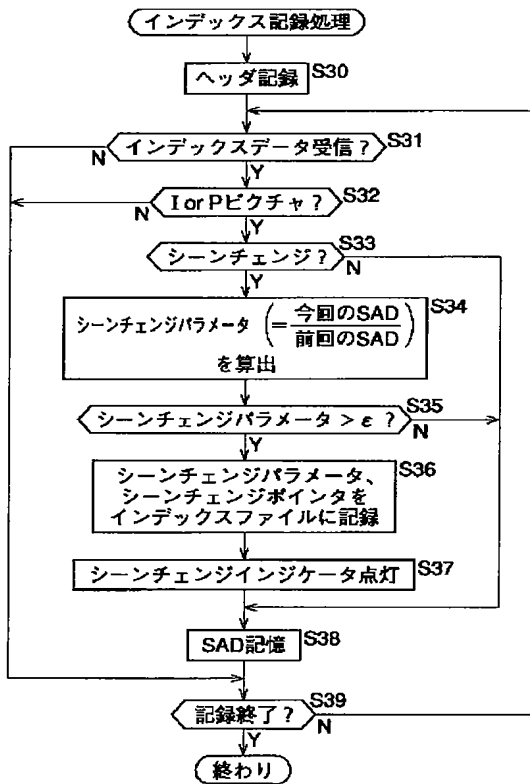 インデックス記録処理
ヘッダ記録 S30
インデックスデータ受信? S31
N
Y
I or Pピクチャ? S32
N
Y
シーンチェンジ? S33
Y
N
シーンチェンジパラメータ (=今回のSAD/前回のSAD) S34
を算出
シーンチェンジパラメータ > ε ? S35
Y
N
シーンチェンジパラメータ、 S36
シーンチェンジポインタを
インデックスファイルに記録
シーンチェンジインジケータ点灯 S37
SAD記憶 S38
記録終了? S39
Y
N
終わり